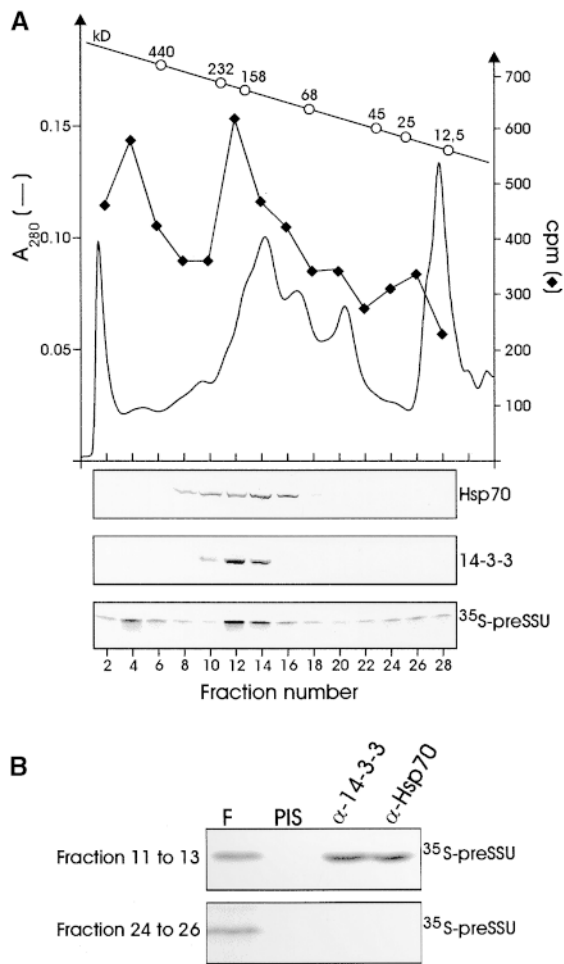 A
kD
440
232
158
68
45
25
12,5
700
600
500
400
300
200
100
0.15
0.10
0.05
A280 ( — )
cpm (◆)
Hsp70
14-3-3
35S-preSSU
2 4 6 8 10 12 14 16 18 20 22 24 26 28
Fraction number
B
F PIS α-14-3-3 α-Hsp70
Fraction 11 to 13 35S-preSSU
Fraction 24 to 26 35S-preSSU